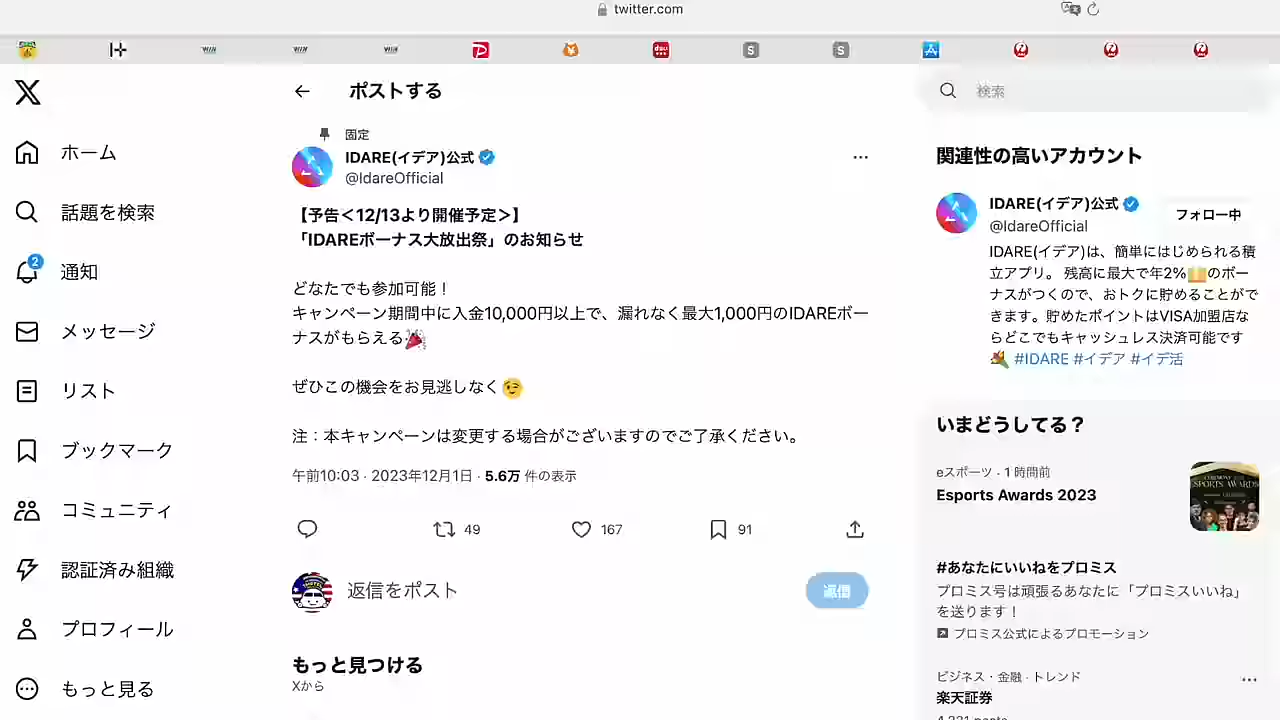 twitter.com
ポストする
固定
IDARE(イデア)公式
@IdareOfficial
【予告＜12/13より開催予定＞】
「IDAREボーナス大放出祭」のお知らせ
どなたでも参加可能！
キャンペーン期間中に入金10,000円以上で、漏れなく最大1,000円のIDAREボー
ナスがもらえる🎉
ぜひこの機会をお見逃しなく😉
注：本キャンペーンは変更する場合がございますのでご了承ください。
午前10:03 · 2023年12月1日 · 5.6万 件の表示
49
167
91
返信をポスト
返信
もっと見つける
Xから
ホーム
話題を検索
2
通知
メッセージ
リスト
ブックマーク
コミュニティ
認証済み組織
プロフィール
もっと見る
検索
関連性の高いアカウント
IDARE(イデア)公式
@IdareOfficial
フォロー中
IDARE(イデア)は、簡単にはじめられる積
立アプリ。 残高に最大で年2%のボー
ナスがつくので、おトクに貯めることがで
きます。貯めたポイントはVISA加盟店な
らどこでもキャッシュレス決済可能です
#IDARE #イデア #イデ活
いまどうしてる？
eスポーツ · 1 時間前
Esports Awards 2023
#あなたにいいねをプロミス
プロミス号は頑張るあなたに「プロミスいいね」
を送ります！
プロミス公式によるプロモーション
ビジネス・金融 · トレンド
楽天証券